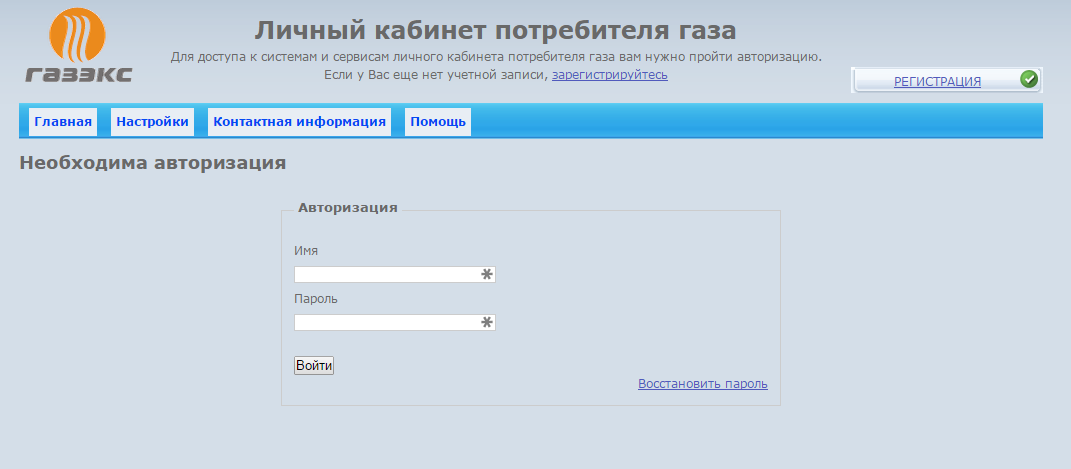 Личный кабинет потребителя газа
Для доступа к системам и сервисам личного кабинета потребителя газа вам нужно пройти авторизацию.
Если у Вас еще нет учетной записи, зарегистрируйтесь
газэкс
РЕГИСТРАЦИЯ
Главная Настройки Контактная информация Помощь
Необходима авторизация
Авторизация
Имя
Пароль
Войти
Восстановить пароль